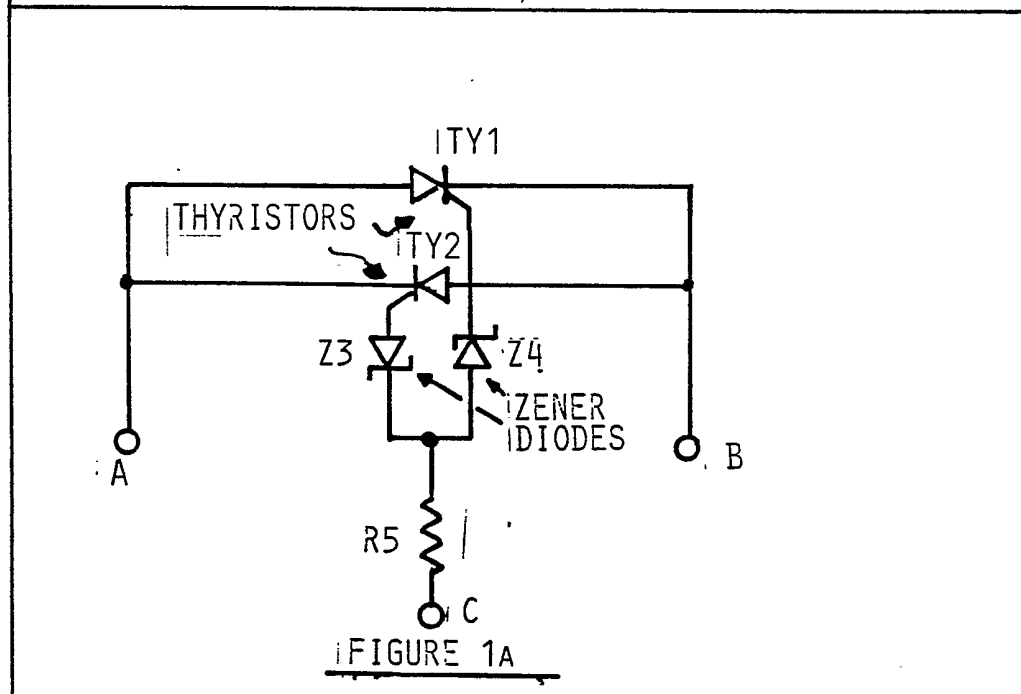 TY1
THYRISTORS
TY2
Z3
Z4
ZENER
DIODES
A
B
R5
C
FIGURE 1A